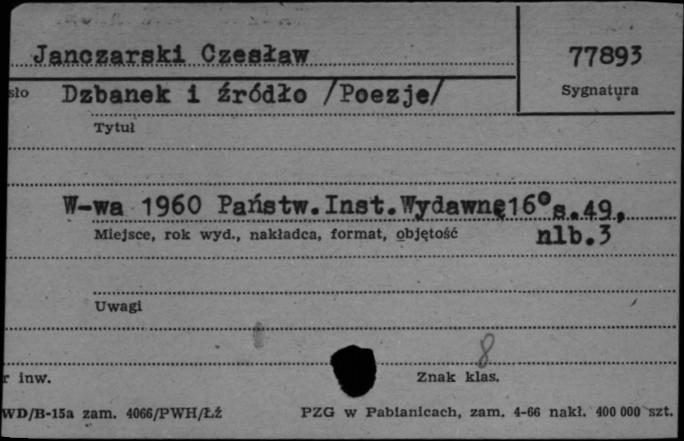 Janczarski Czesław
77893
sło Dzbanek i źródło /Poezje/
Sygnatura
Tytuł
W-wa 1960 Państw.Inst.Wydawnę16°s.49,
Miejsce, rok wyd., nakładca, format, objętość
nlb.3
Uwagi
8
r inw.
Znak klas.
WD/B-15a zam. 4066/PWH/Łź
PZG w Pabianicach, zam. 4-66 nakł. 400 000 szt.